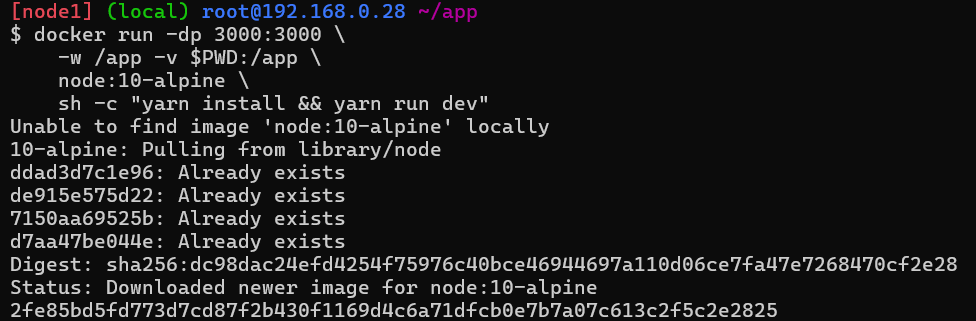 [node1] (local) root@192.168.0.28 ~/app
$ docker run -dp 3000:3000 \
    -w /app -v $PWD:/app \
    node:10-alpine \
    sh -c "yarn install && yarn run dev"
Unable to find image 'node:10-alpine' locally
10-alpine: Pulling from library/node
ddad3d7c1e96: Already exists
de915e575d22: Already exists
7150aa69525b: Already exists
d7aa47be044e: Already exists
Digest: sha256:dc98dac24efd4254f75976c40bce46944697a110d06ce7fa47e7268470cf2e28
Status: Downloaded newer image for node:10-alpine
2fe85bd5fd773d7cd87f2b430f1169d4c6a71dfcb0e7b7a07c613c2f5c2e2825